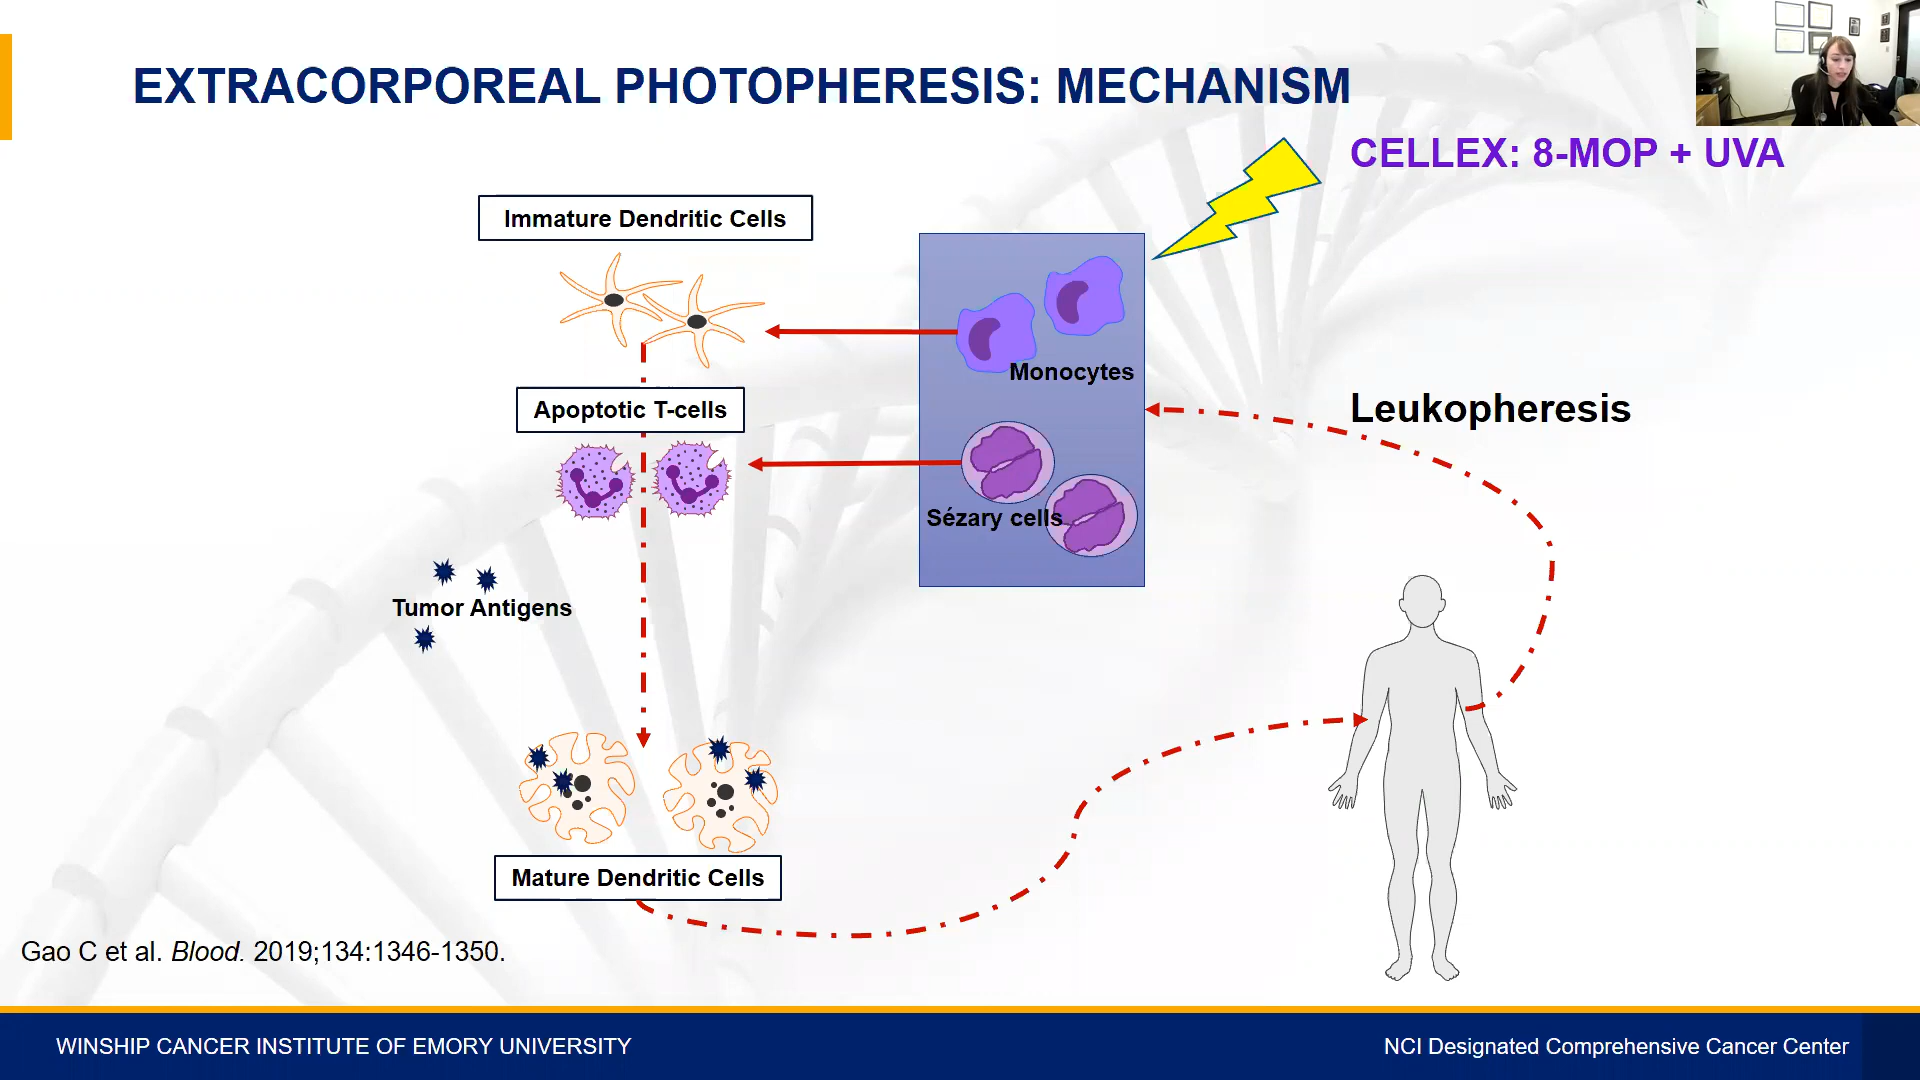 EXTRACORPOREAL PHOTOPHERESIS: MECHANISM
CELLEX: 8-MOP + UVA
Immature Dendritic Cells
Monocytes
Apoptotic T-cells
Leukopheresis
Sézary cells
Tumor Antigens
Mature Dendritic Cells
Gao C et al. Blood. 2019;134:1346-1350.
WINSHIP CANCER INSTITUTE OF EMORY UNIVERSITY
NCI Designated Comprehensive Cancer Center